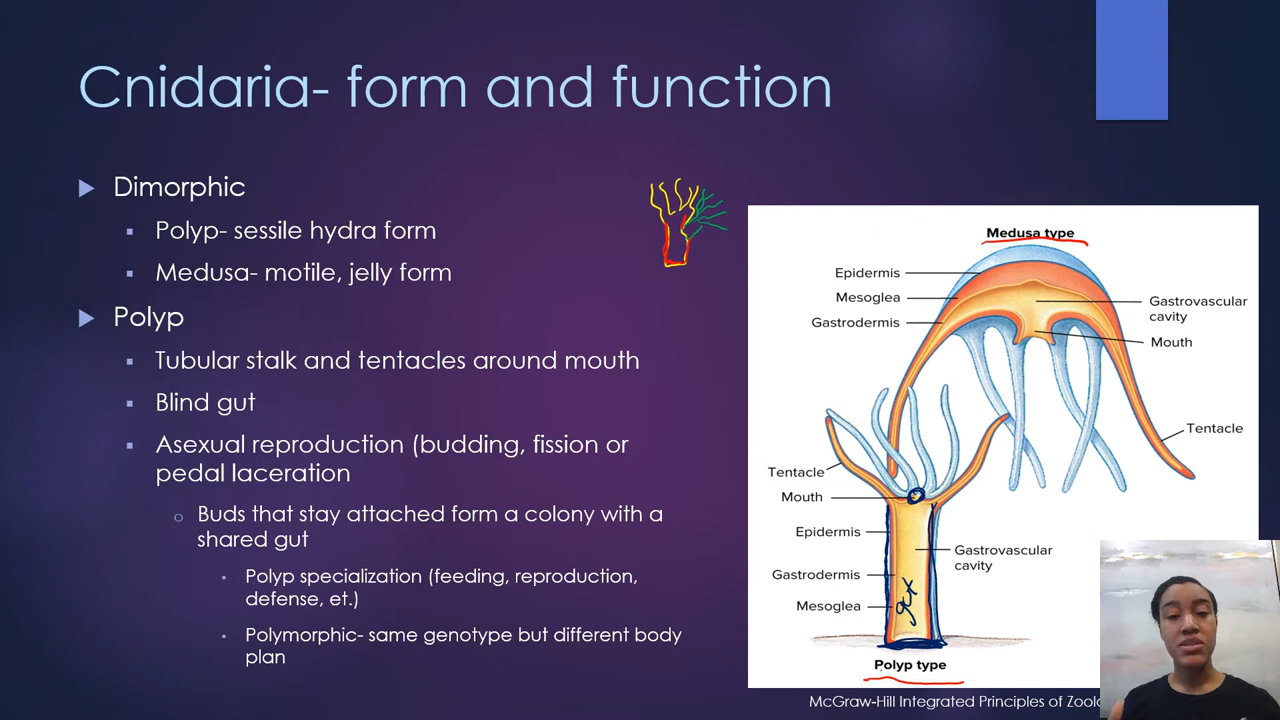 Cnidaria- form and function
Dimorphic
Polyp- sessile hydra form
Medusa- motile, jelly form
Polyp
Tubular stalk and tentacles around mouth
Blind gut
Asexual reproduction (budding, fission or
pedal laceration
Buds that stay attached form a colony with a
shared gut
Polyp specialization (feeding, reproduction,
defense, et.)
Polymorphic- same genotype but different body
plan
Medusa type
Epidermis
Mesoglea
Gastrodermis
Gastrovascular
cavity
Mouth
Tentacle
Tentacle
Mouth
Epidermis
Gastrodermis
Mesoglea
Gastrovascular
cavity
gut
Polyp type
McGraw-Hill Integrated Principles of